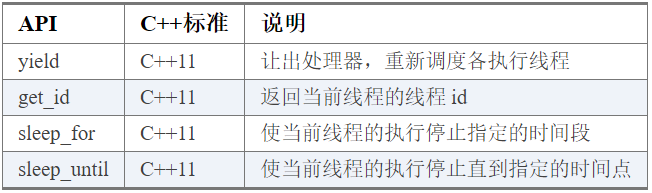 API C++标准 说明
yield C++11 让出处理器，重新调度各执行线程
get_id C++11 返回当前线程的线程 id
sleep_for C++11 使当前线程的执行停止指定的时间段
sleep_until C++11 使当前线程的执行停止直到指定的时间点